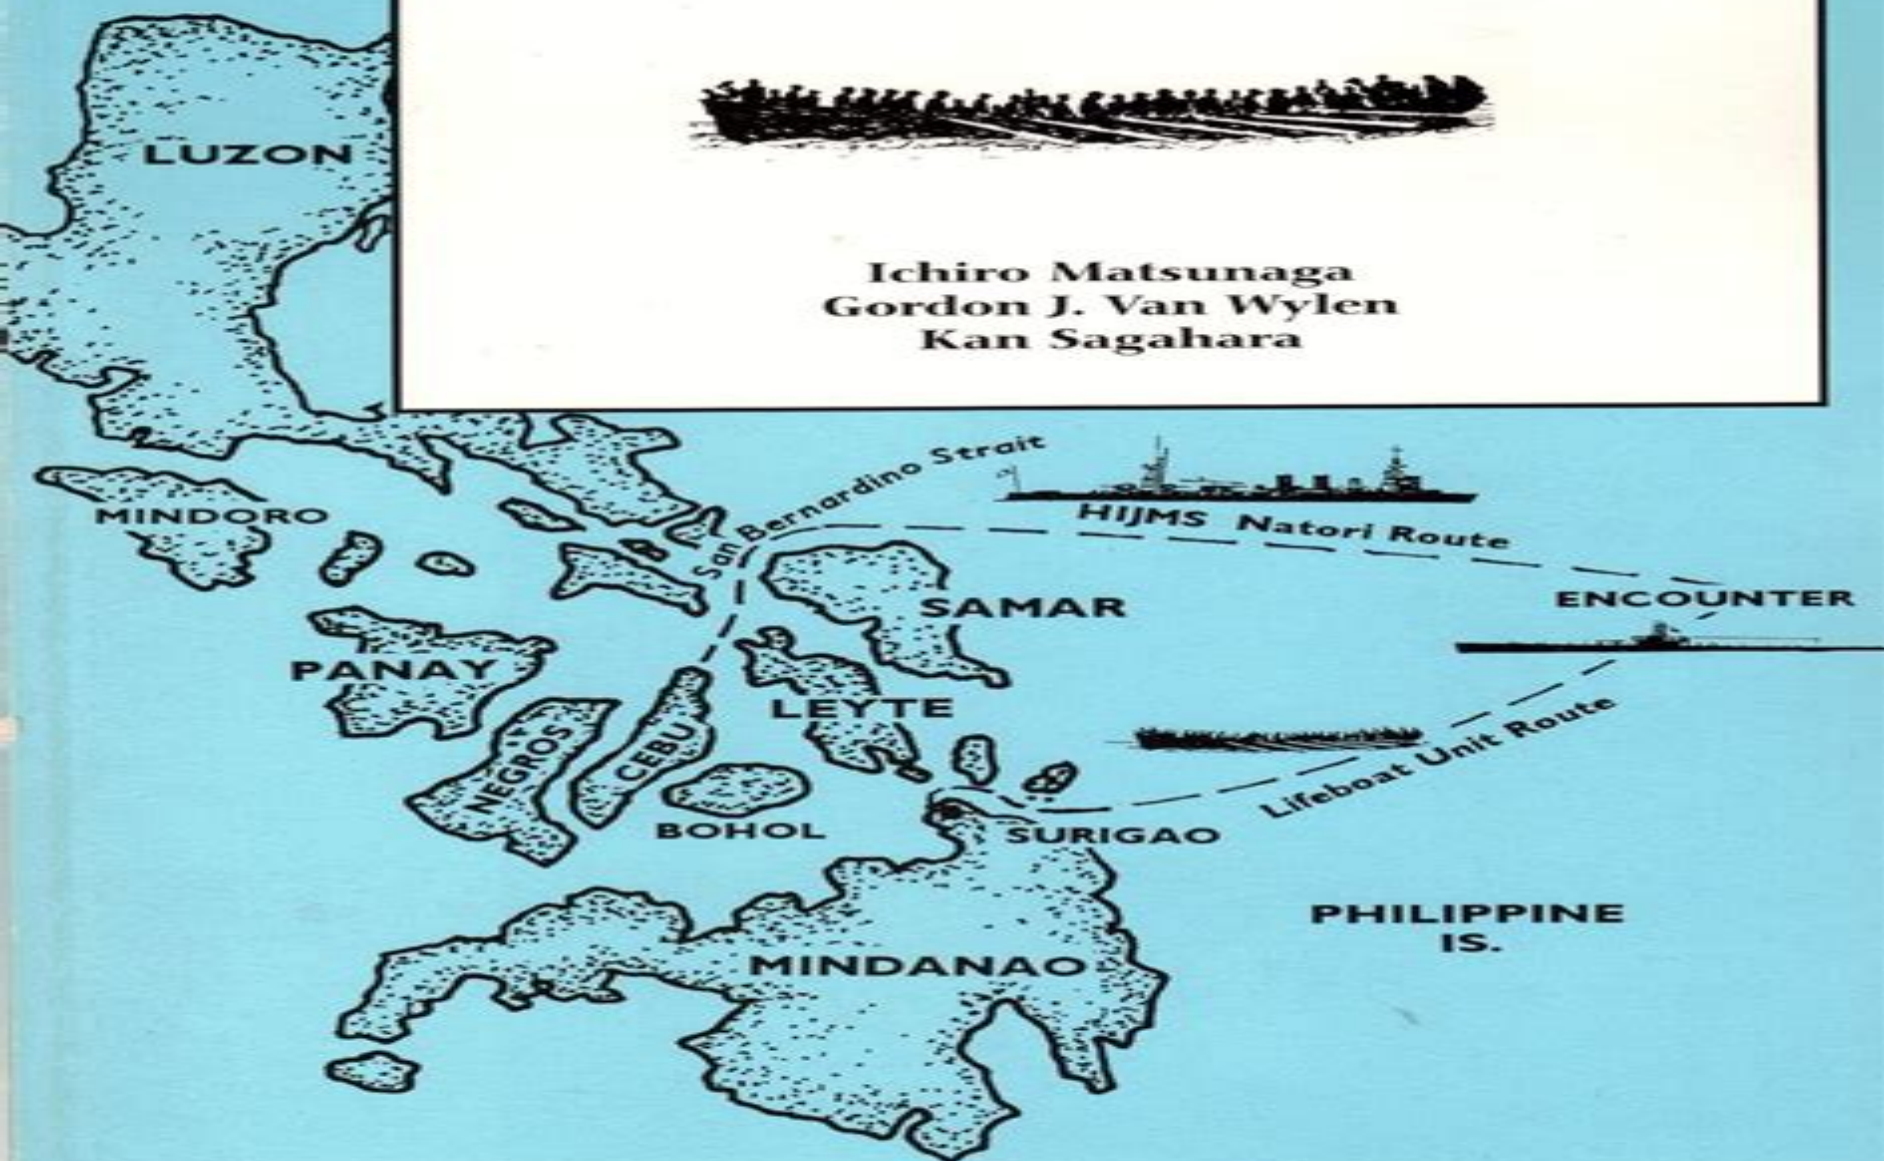 LUZON
Ichiro Matsunaga
Gordon J. Van Wylen
Kan Sagahara
San Bernardino Strait
HIJMS Natori Route
MINDORO
ENCOUNTER
SAMAR
PANAY
LEYTE
NEGROS
CEBU
Lifeboat Unit Route
BOHOL
SURIGAO
PHILIPPINE
IS.
MINDANAO